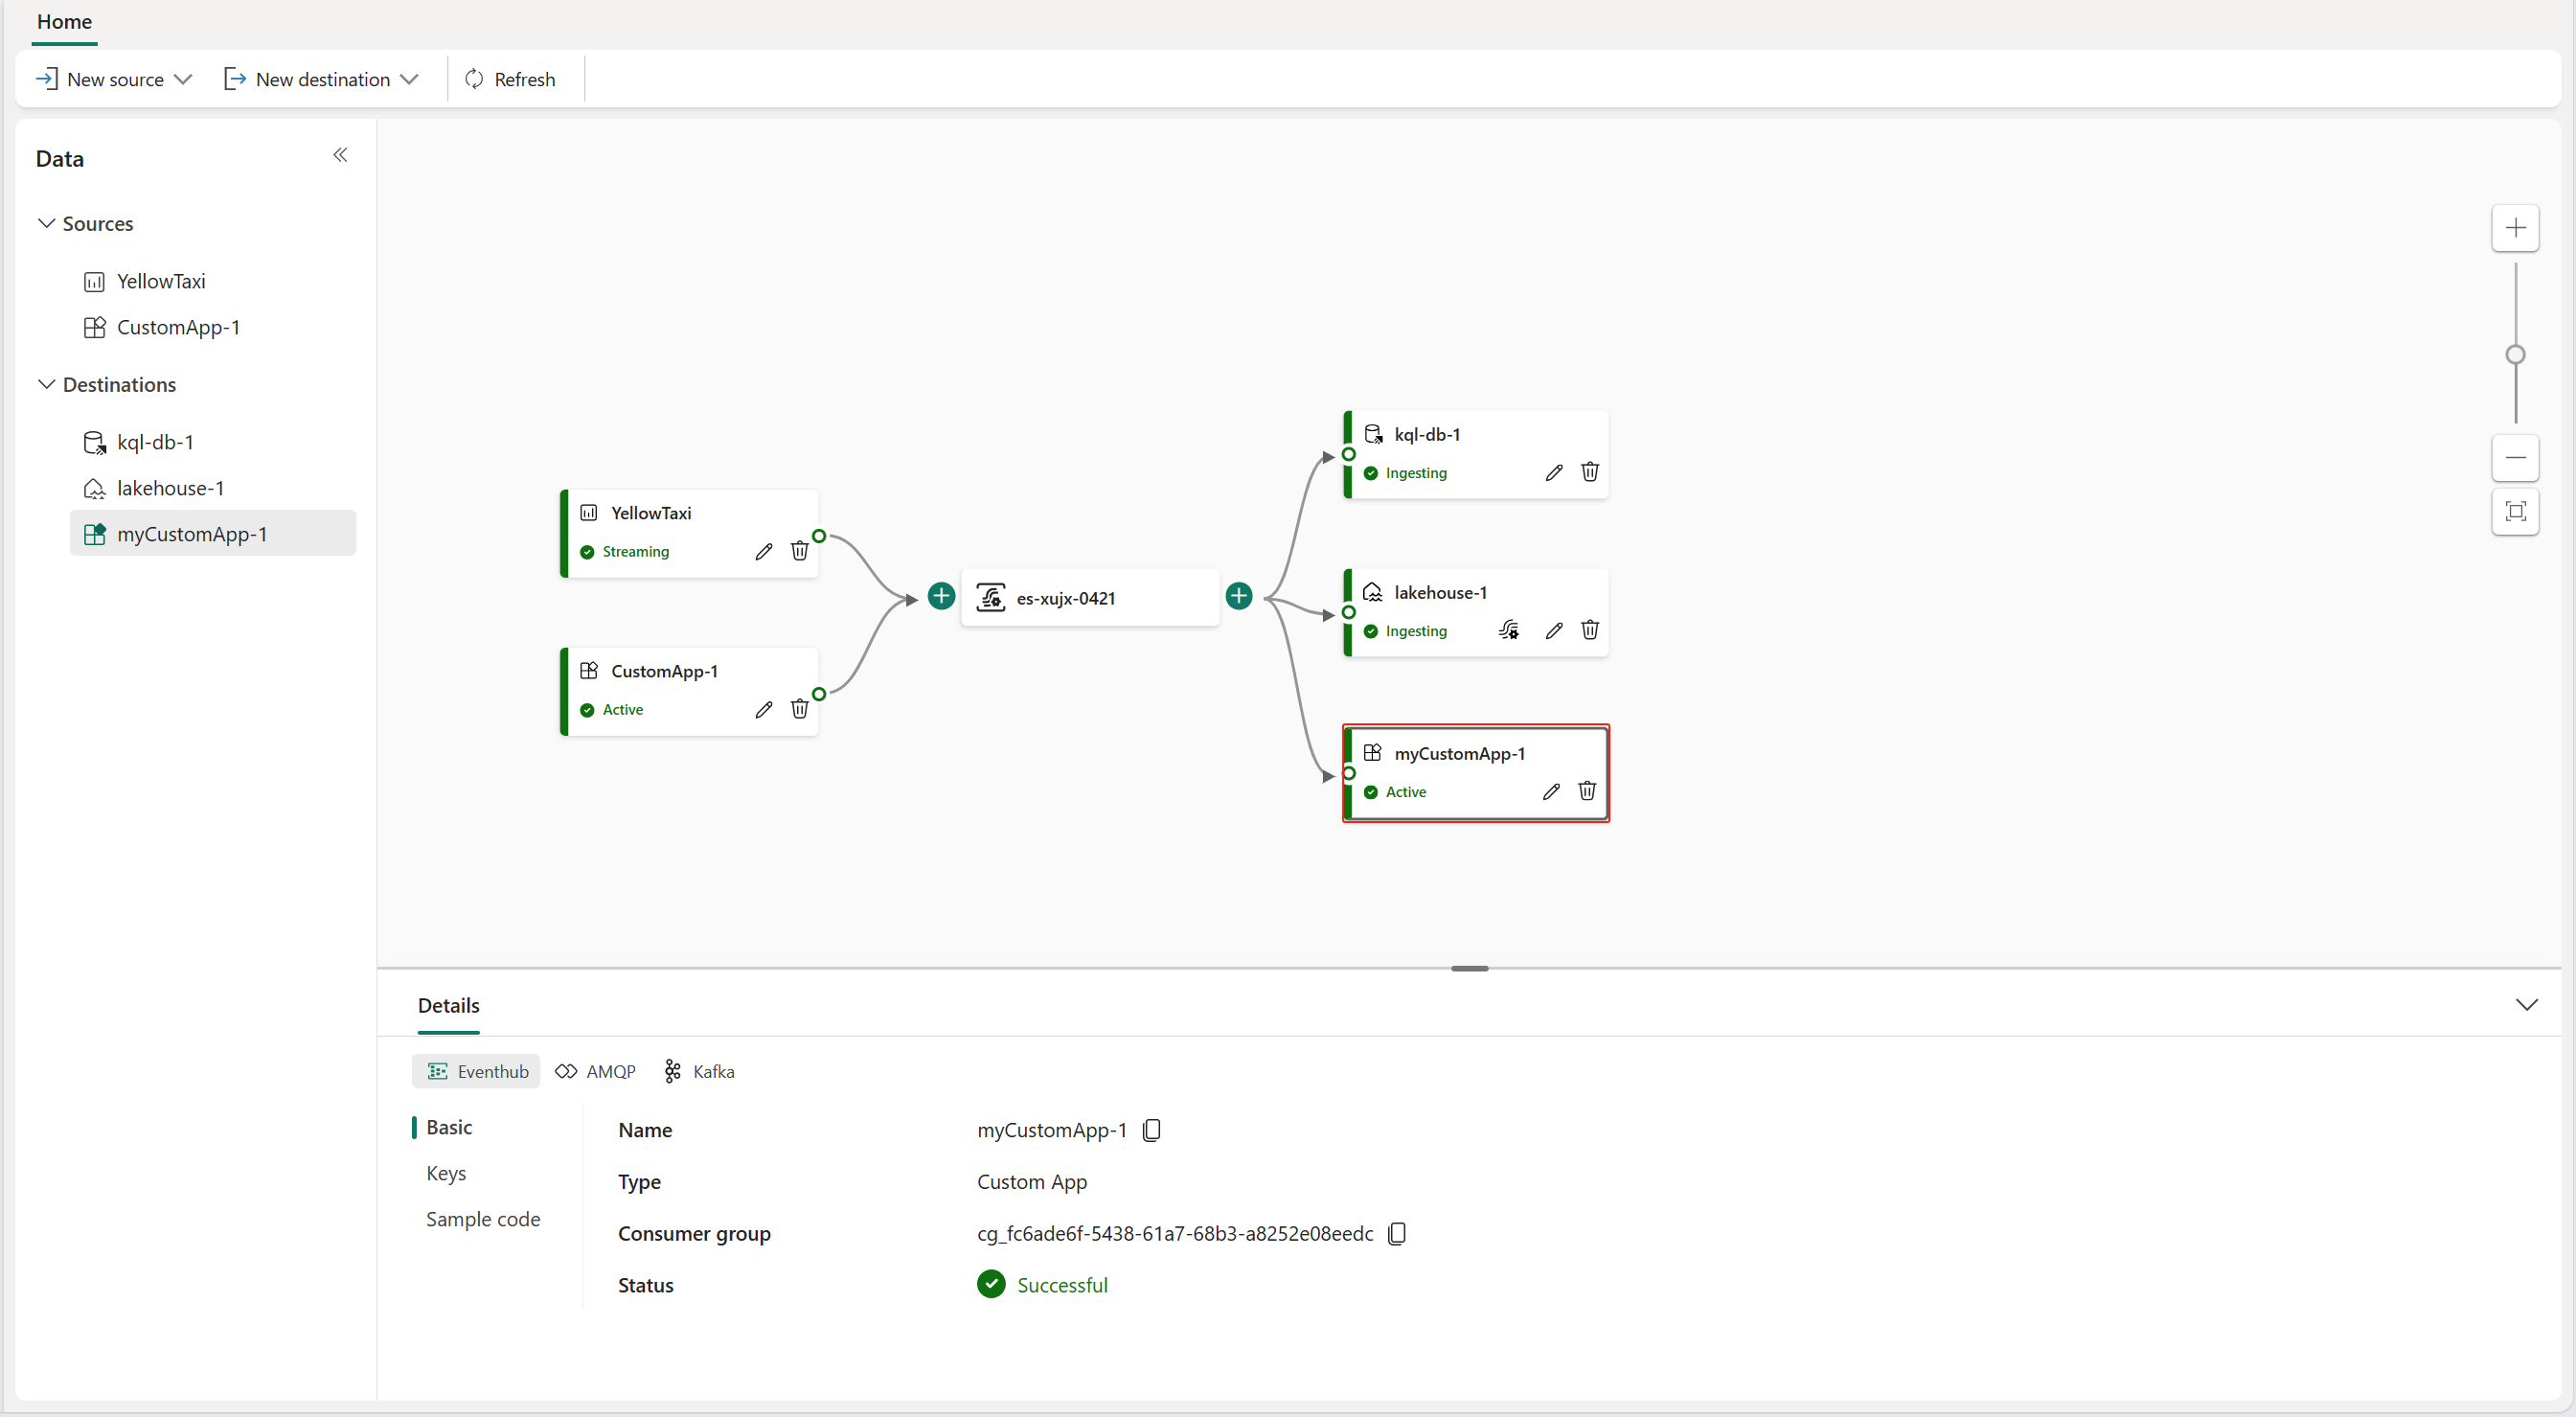 Home
New source
New destination
Refresh
Data
Sources
YellowTaxi
CustomApp-1
Destinations
kql-db-1
lakehouse-1
myCustomApp-1
YellowTaxi
Streaming
CustomApp-1
Active
es-xujx-0421
kql-db-1
Ingesting
lakehouse-1
Ingesting
myCustomApp-1
Active
Details
Eventhub
AMQP
Kafka
Basic
Keys
Sample code
Name myCustomApp-1
Type Custom App
Consumer group cg_fc6ade6f-5438-61a7-68b3-a8252e08eedc
Status Successful